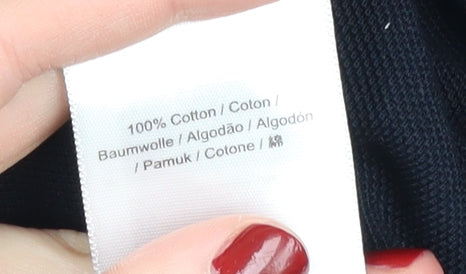 100% Cotton / Coton /
Baumwolle / Algodão / Algodón
/ Pamuk / Cotone / 綿